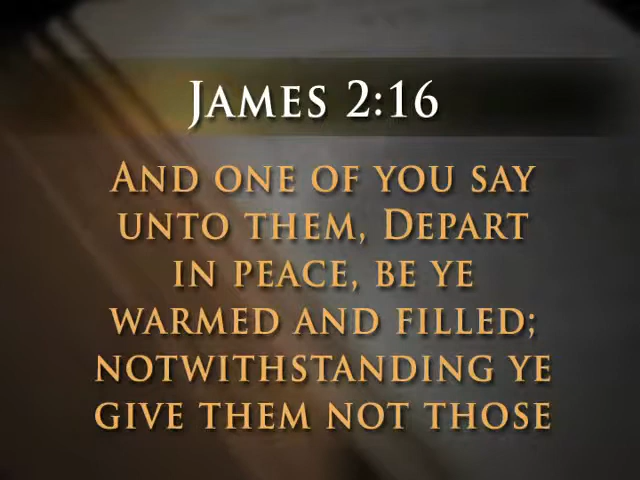 James 2:16
And one of you say
unto them, Depart
in peace, be ye
warmed and filled;
notwithstanding ye
give them not those